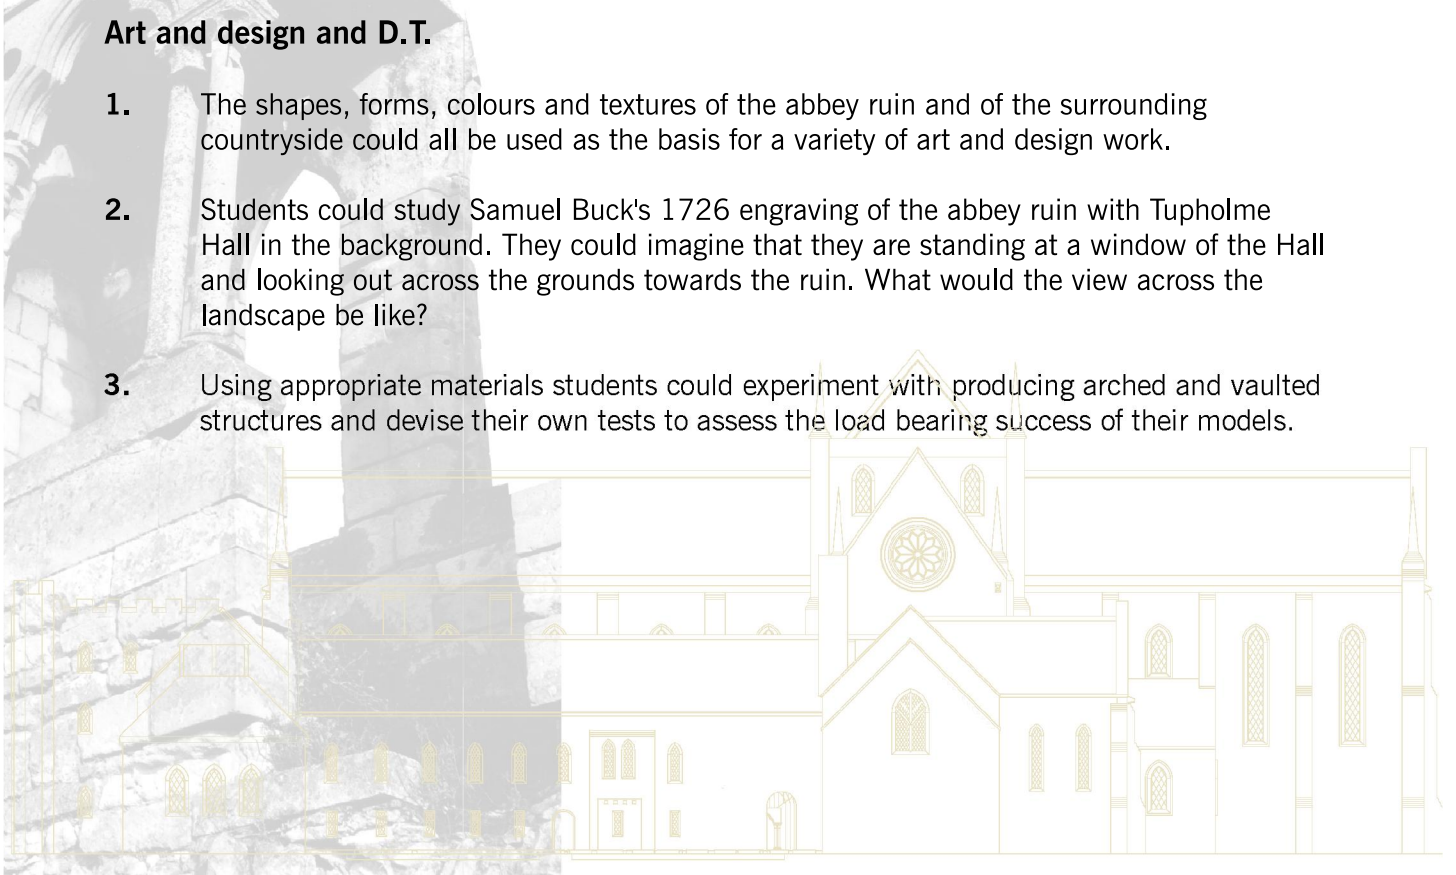 Art and design and D.T.
1. The shapes, forms, colours and textures of the abbey ruin and of the surrounding
countryside could all be used as the basis for a variety of art and design work.
2. Students could study Samuel Buck's 1726 engraving of the abbey ruin with Tupholme
Hall in the background. They could imagine that they are standing at a window of the Hall
and looking out across the grounds towards the ruin. What would the view across the
landscape be like?
3. Using appropriate materials students could experiment with producing arched and vaulted
structures and devise their own tests to assess the load bearing success of their models.